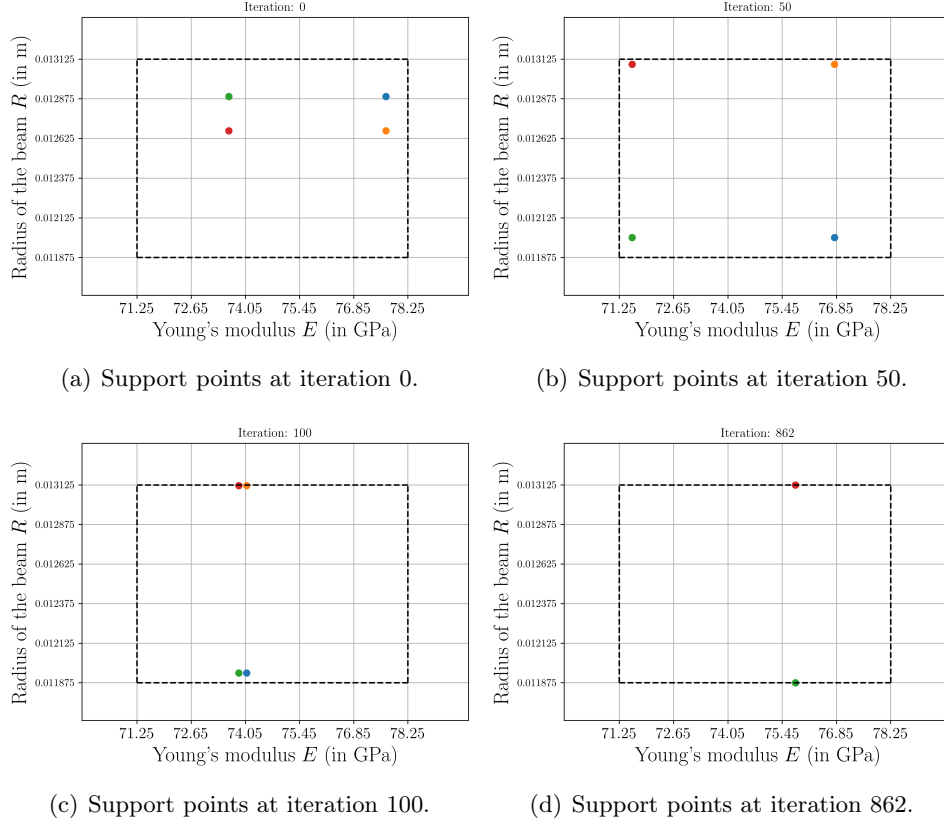 Iteration: 0
Radius of the beam R (in m)
0.013125
0.012875
0.012625
0.012375
0.012125
0.011875
71.25 72.65 74.05 75.45 76.85 78.25
Young's modulus E (in GPa)
(a) Support points at iteration 0.
Iteration: 50
Radius of the beam R (in m)
0.013125
0.012875
0.012625
0.012375
0.012125
0.011875
71.25 72.65 74.05 75.45 76.85 78.25
Young's modulus E (in GPa)
(b) Support points at iteration 50.
Iteration: 100
Radius of the beam R (in m)
0.013125
0.012875
0.012625
0.012375
0.012125
0.011875
71.25 72.65 74.05 75.45 76.85 78.25
Young's modulus E (in GPa)
(c) Support points at iteration 100.
Iteration: 862
Radius of the beam R (in m)
0.013125
0.012875
0.012625
0.012375
0.012125
0.011875
71.25 72.65 74.05 75.45 76.85 78.25
Young's modulus E (in GPa)
(d) Support points at iteration 862.